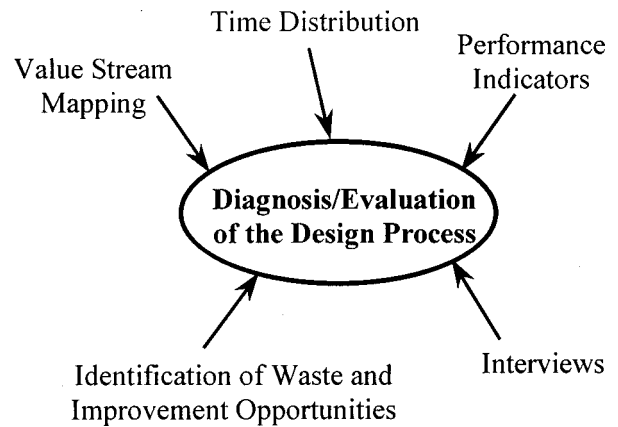 Time Distribution
Performance
Indicators
Value Stream
Mapping
Diagnosis/Evaluation
of the Design Process
Interviews
Identification of Waste and
Improvement Opportunities